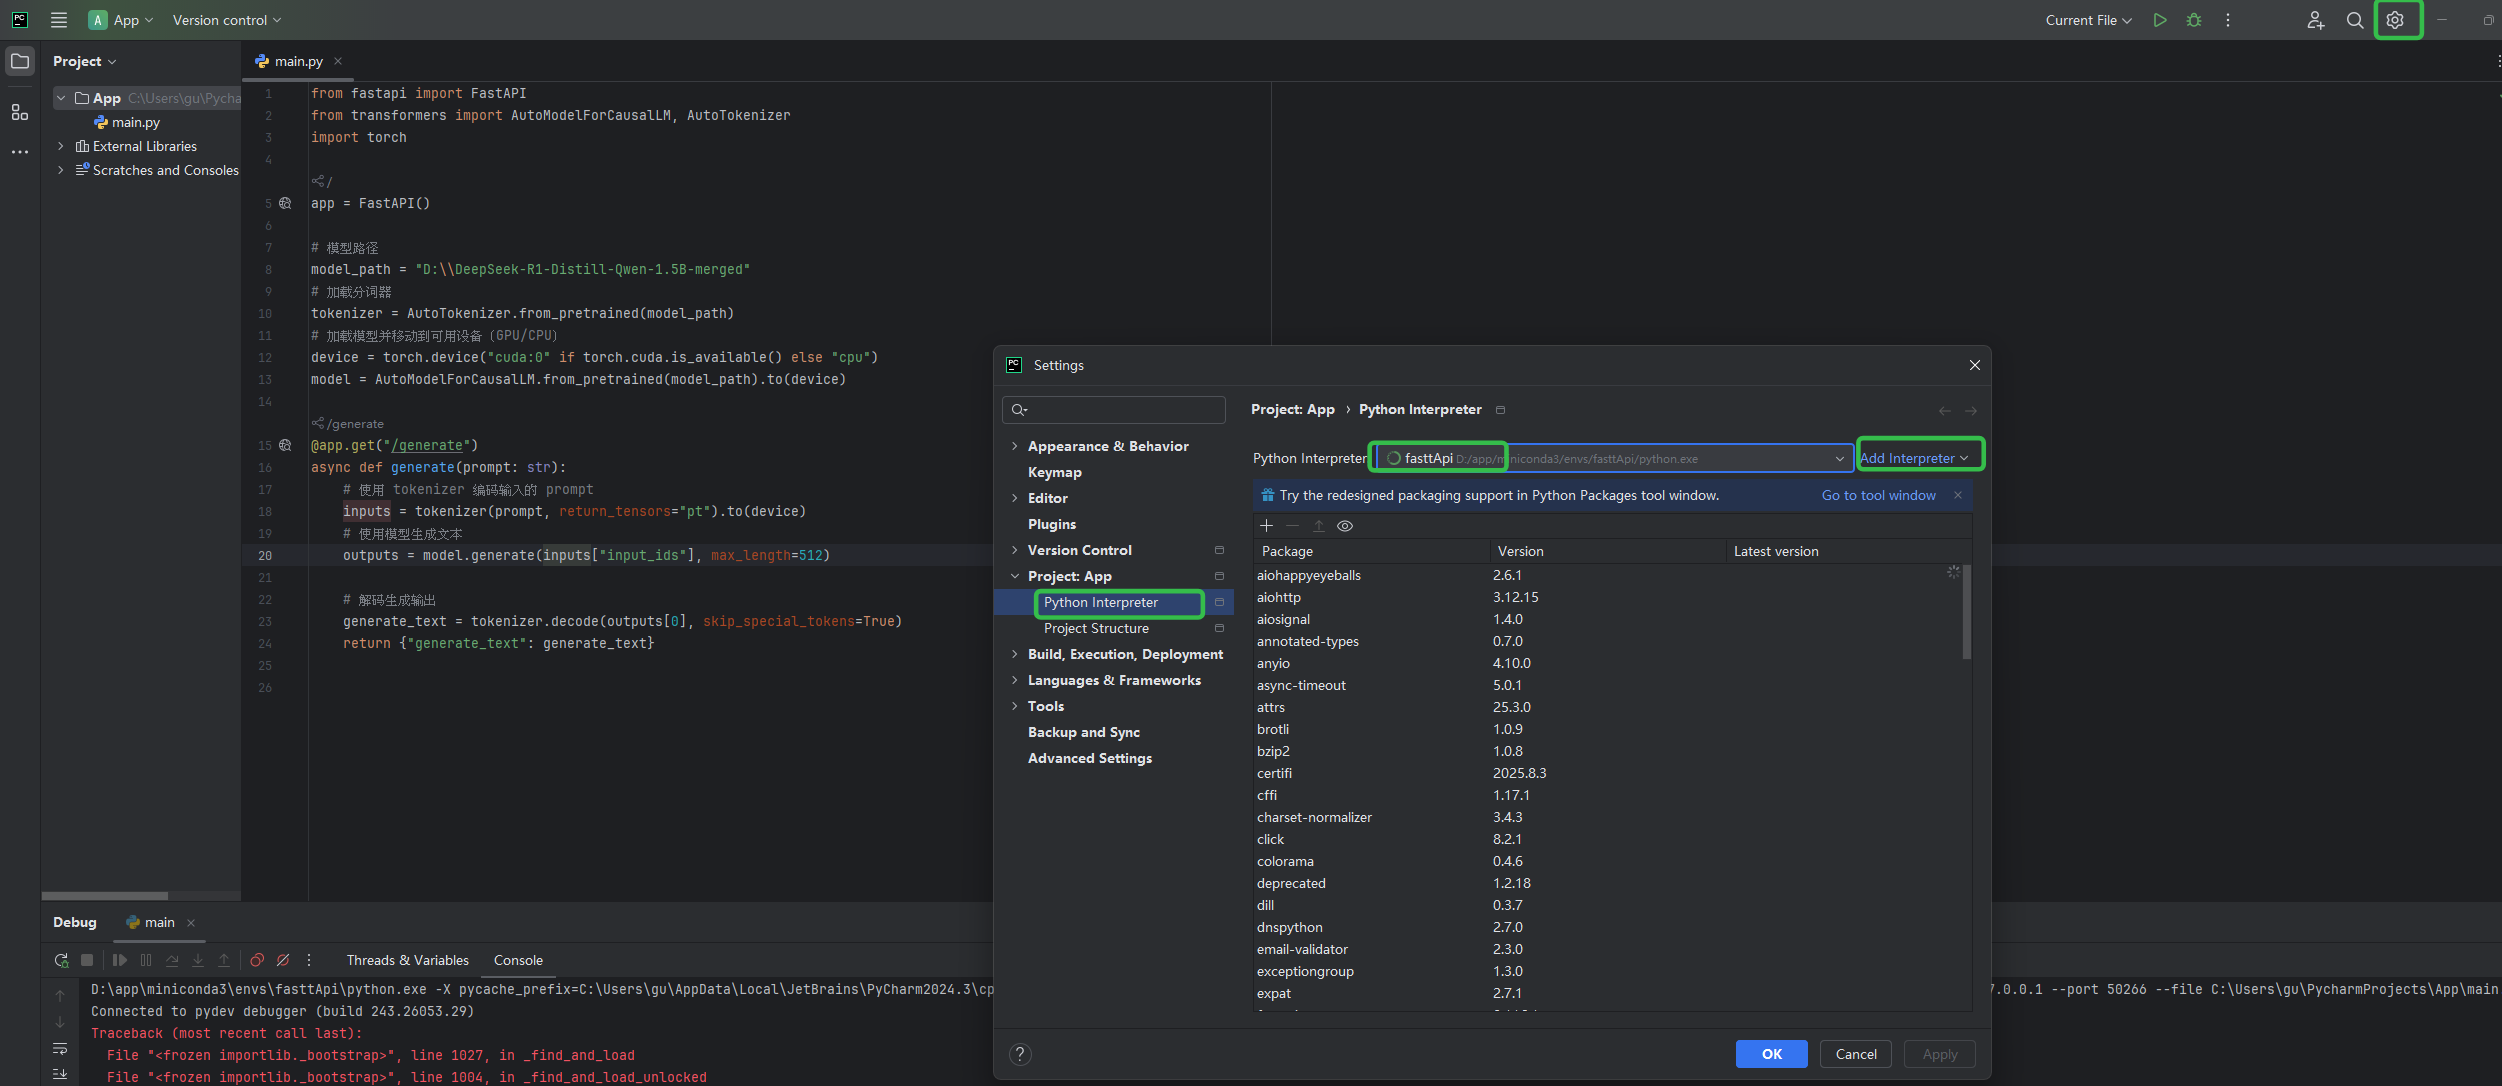 PC
A App
Version control
Current File
Project
main.py
App C:\Users\gu\Pycha
main.py
External Libraries
Scratches and Consoles
1 from fastapi import FastAPI
2 from transformers import AutoModelForCausalLM, AutoTokenizer
3 import torch
4
/
5 app = FastAPI()
6
7 # 模型路径
8 model_path = "D:\\DeepSeek-R1-Distill-Qwen-1.5B-merged"
9 # 加载分词器
10 tokenizer = AutoTokenizer.from_pretrained(model_path)
11 # 加载模型并移动到可用设备（GPU/CPU）
12 device = torch.device("cuda:0" if torch.cuda.is_available() else "cpu")
13 model = AutoModelForCausalLM.from_pretrained(model_path).to(device)
14
/generate
15 @app.get("/generate")
16 async def generate(prompt: str):
17 # 使用 tokenizer 编码输入的 prompt
18 inputs = tokenizer(prompt, return_tensors="pt").to(device)
19 # 使用模型生成文本
20 outputs = model.generate(inputs["input_ids"], max_length=512)
21
22 # 解码生成输出
23 generate_text = tokenizer.decode(outputs[0], skip_special_tokens=True)
24 return {"generate_text": generate_text}
25
26
PC Settings
Appearance & Behavior
Keymap
Editor
Plugins
Version Control
Project: App
Python Interpreter
Project Structure
Build, Execution, Deployment
Languages & Frameworks
Tools
Backup and Sync
Advanced Settings
Project: App › Python Interpreter
Python Interpreter fasttApi D:/app/miniconda3/envs/fasttApi/python.exe Add Interpreter
Try the redesigned packaging support in Python Packages tool window. Go to tool window
Package Version Latest version
aiohappyeyeballs 2.6.1
aiohttp 3.12.15
aiosignal 1.4.0
annotated-types 0.7.0
anyio 4.10.0
async-timeout 5.0.1
attrs 25.3.0
brotli 1.0.9
bzip2 1.0.8
certifi 2025.8.3
cffi 1.17.1
charset-normalizer 3.4.3
click 8.2.1
colorama 0.4.6
deprecated 1.2.18
dill 0.3.7
dnspython 2.7.0
email-validator 2.3.0
exceptiongroup 1.3.0
expat 2.7.1
? OK Cancel Apply
Debug main
Threads & Variables Console
D:\app\miniconda3\envs\fasttApi\python.exe -X pycache_prefix=C:\Users\gu\AppData\Local\JetBrains\PyCharm2024.3\cp 7.0.0.1 --port 50266 --file C:\Users\gu\PycharmProjects\App\main
Connected to pydev debugger (build 243.26053.29)
Traceback (most recent call last):
File "<frozen importlib._bootstrap>", line 1027, in _find_and_load
File "<frozen importlib._bootstrap>", line 1004, in _find_and_load_unlocked